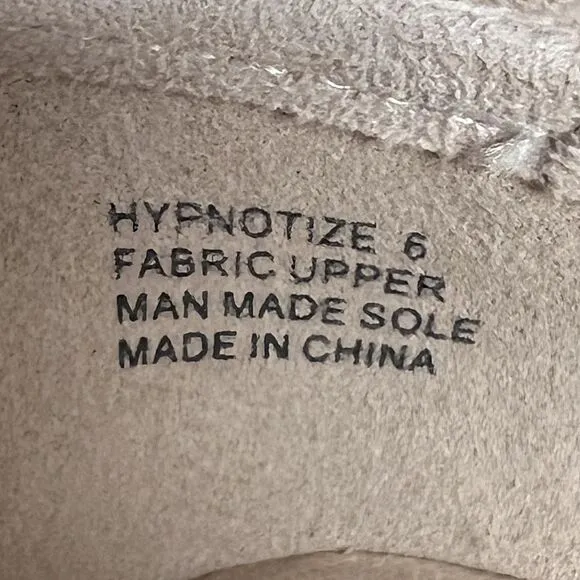 HYPNOTIZE 6
FABRIC UPPER
MAN MADE SOLE
MADE IN CHINA